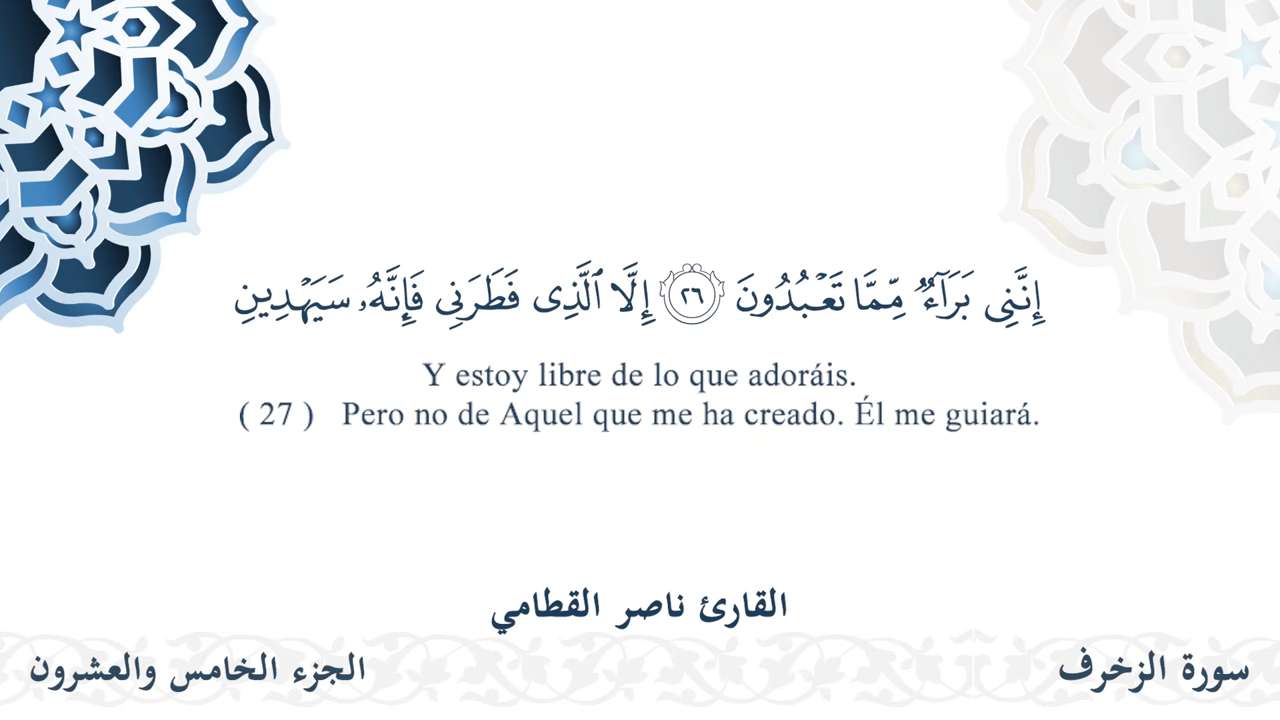 إِنَّنِى بَرَآءٌ مِّمَّا تَعْبُدُونَ ٢٦ إِلَّا ٱلَّذِى فَطَرَنِى فَإِنَّهُۥ سَيَهْدِينِ
Y estoy libre de lo que adoráis.
( 27 ) Pero no de Aquel que me ha creado. Él me guiará.
القارئ ناصر القطامي
سورة الزخرف
الجزء الخامس والعشرون